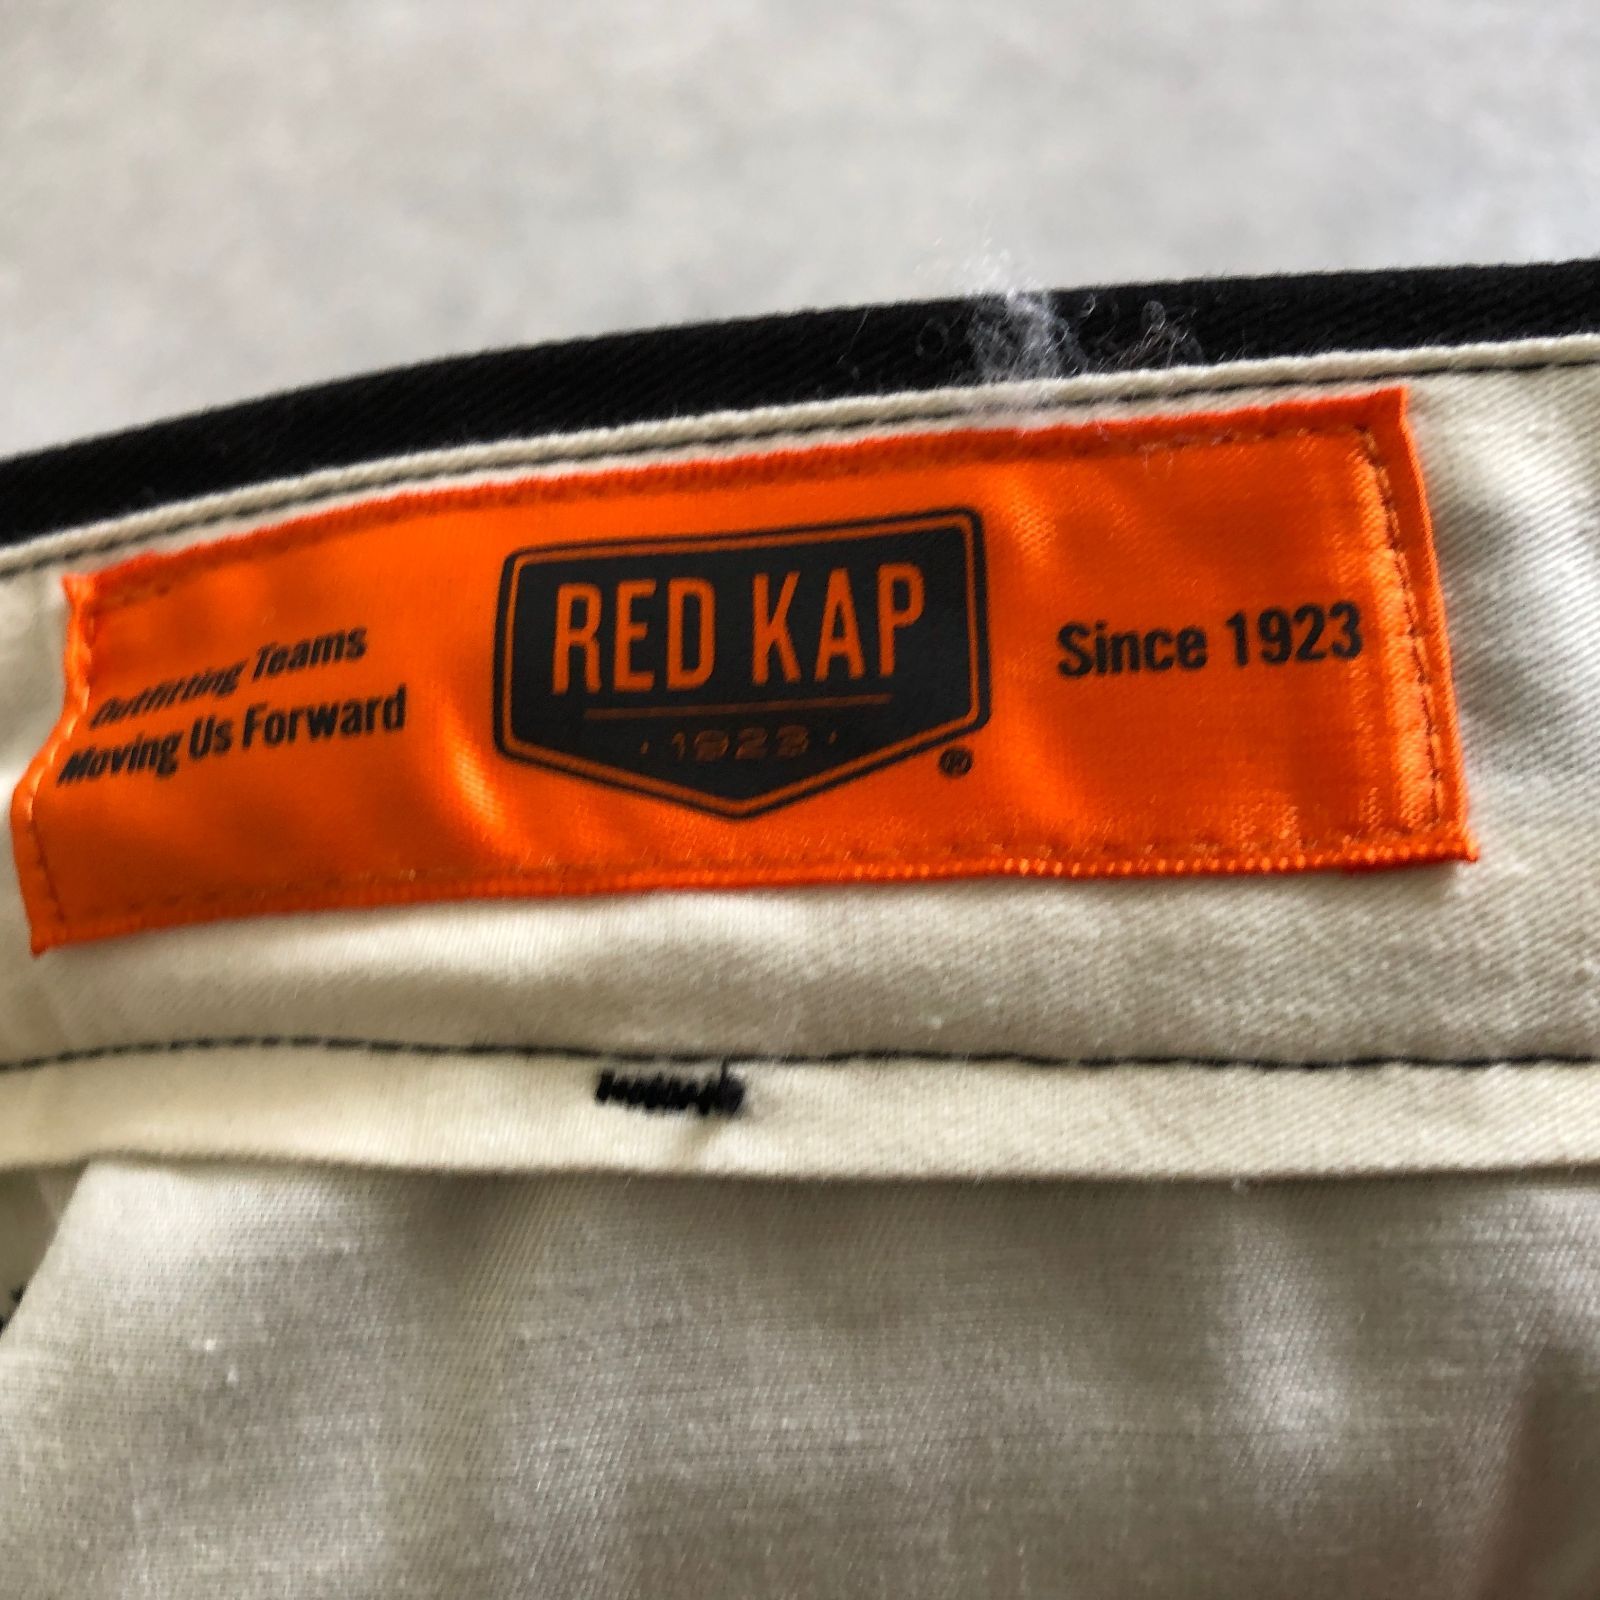 Outfitting Teams
Moving Us Forward
RED KAP
· 1923 ·
®
Since 1923